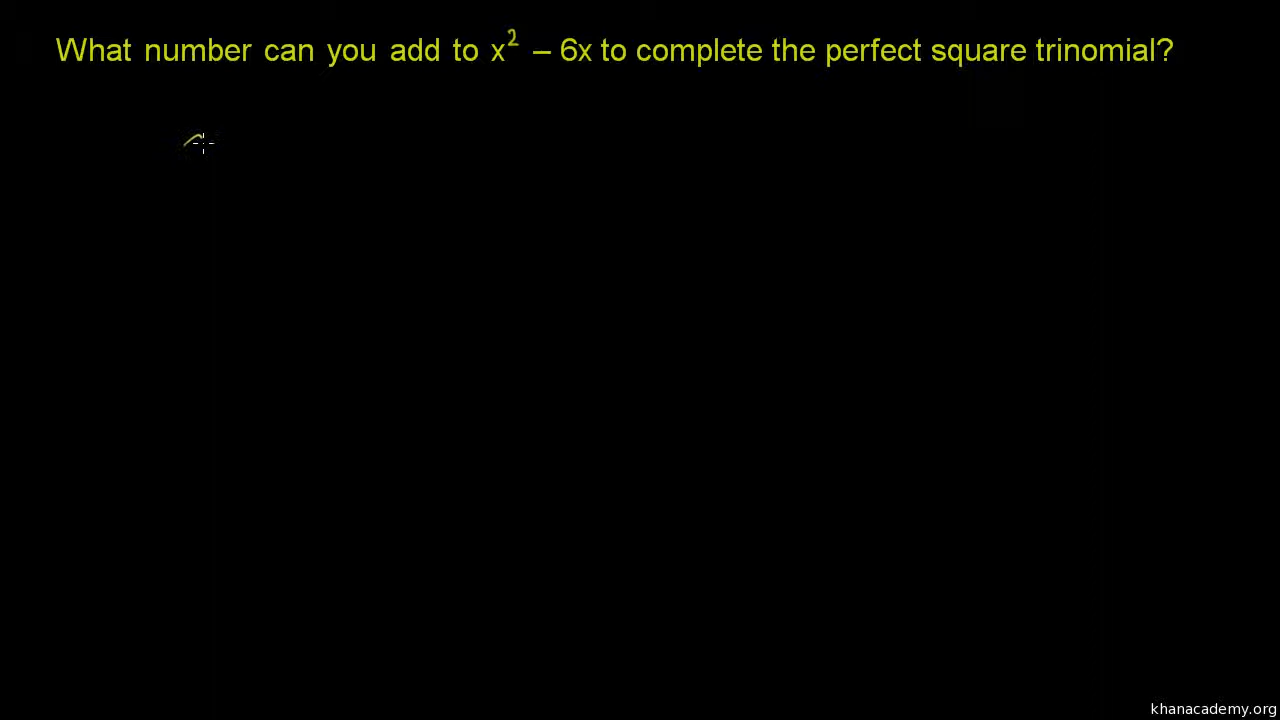 What number can you add to x² – 6x to complete the perfect square trinomial?
khanacademy.org